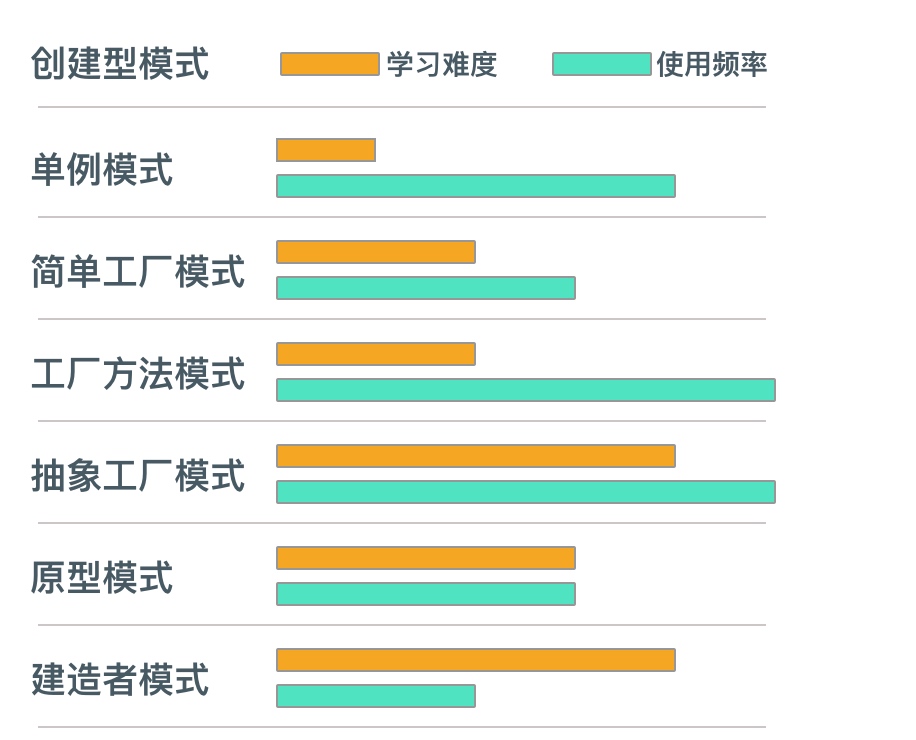 创建型模式 学习难度 使用频率
单例模式
简单工厂模式
工厂方法模式
抽象工厂模式
原型模式
建造者模式